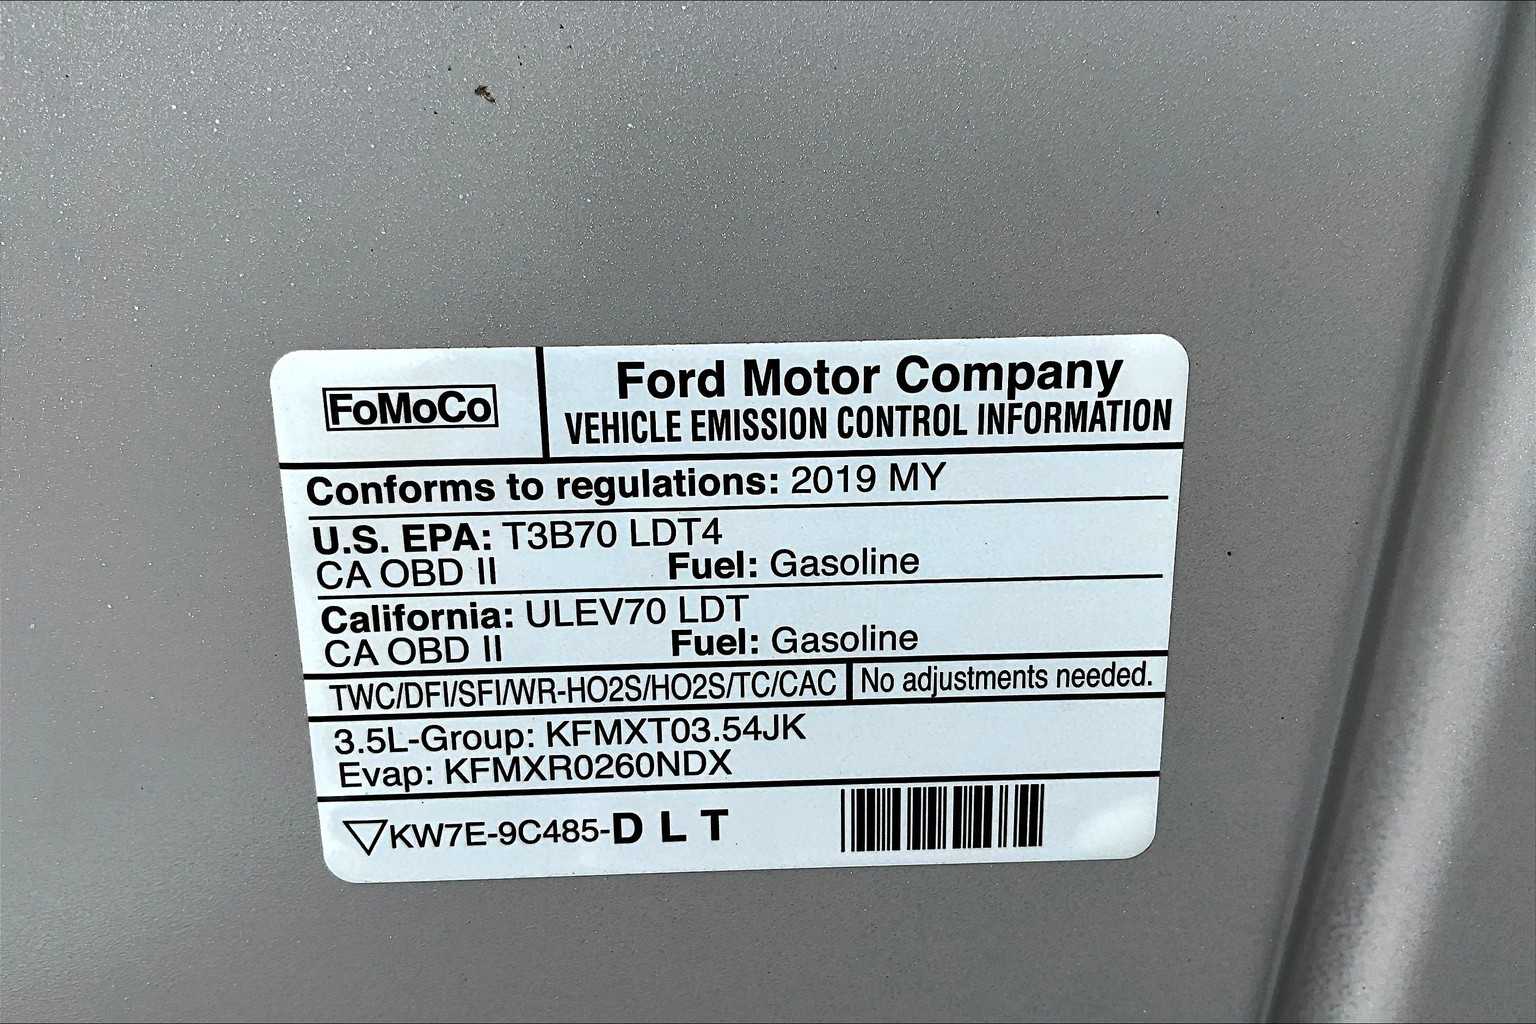 FoMoCo
Ford Motor Company
VEHICLE EMISSION CONTROL INFORMATION
Conforms to regulations: 2019 MY
U.S. EPA: T3B70 LDT4
CA OBD II Fuel: Gasoline
California: ULEV70 LDT
CA OBD II Fuel: Gasoline
TWC/DFI/SFI/WR-HO2S/HO2S/TC/CAC No adjustments needed.
3.5L-Group: KFMXT03.54JK
Evap: KFMXR0260NDX
KW7E-9C485-D L T